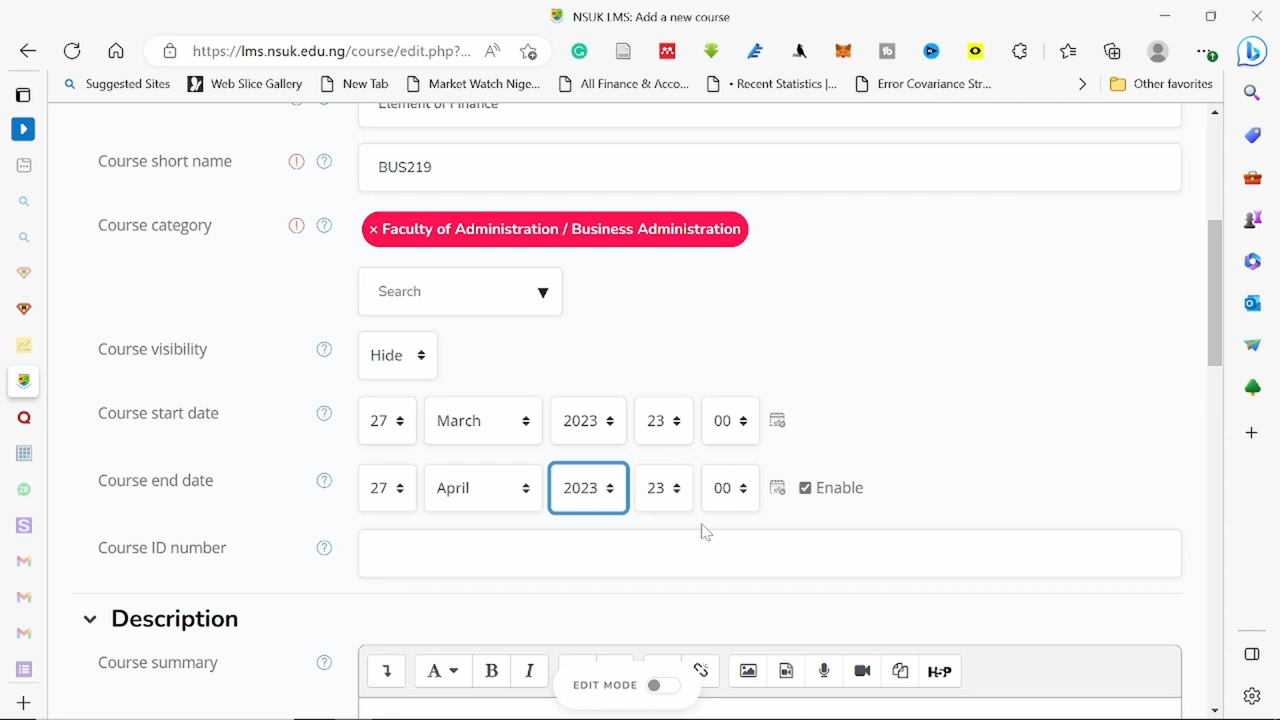 NSUK LMS: Add a new course
https://lms.nsuk.edu.ng/course/edit.php?...
Suggested Sites
Web Slice Gallery
New Tab
Market Watch Nige...
All Finance & Acco...
• Recent Statistics |...
Error Covariance Str...
Other favorites
Element of Finance
Course short name
BUS219
Course category
× Faculty of Administration / Business Administration
Search
Course visibility
Hide
Course start date
27 March 2023 23 00
Course end date
27 April 2023 23 00 Enable
Course ID number
Description
Course summary
A B I H-P
EDIT MODE